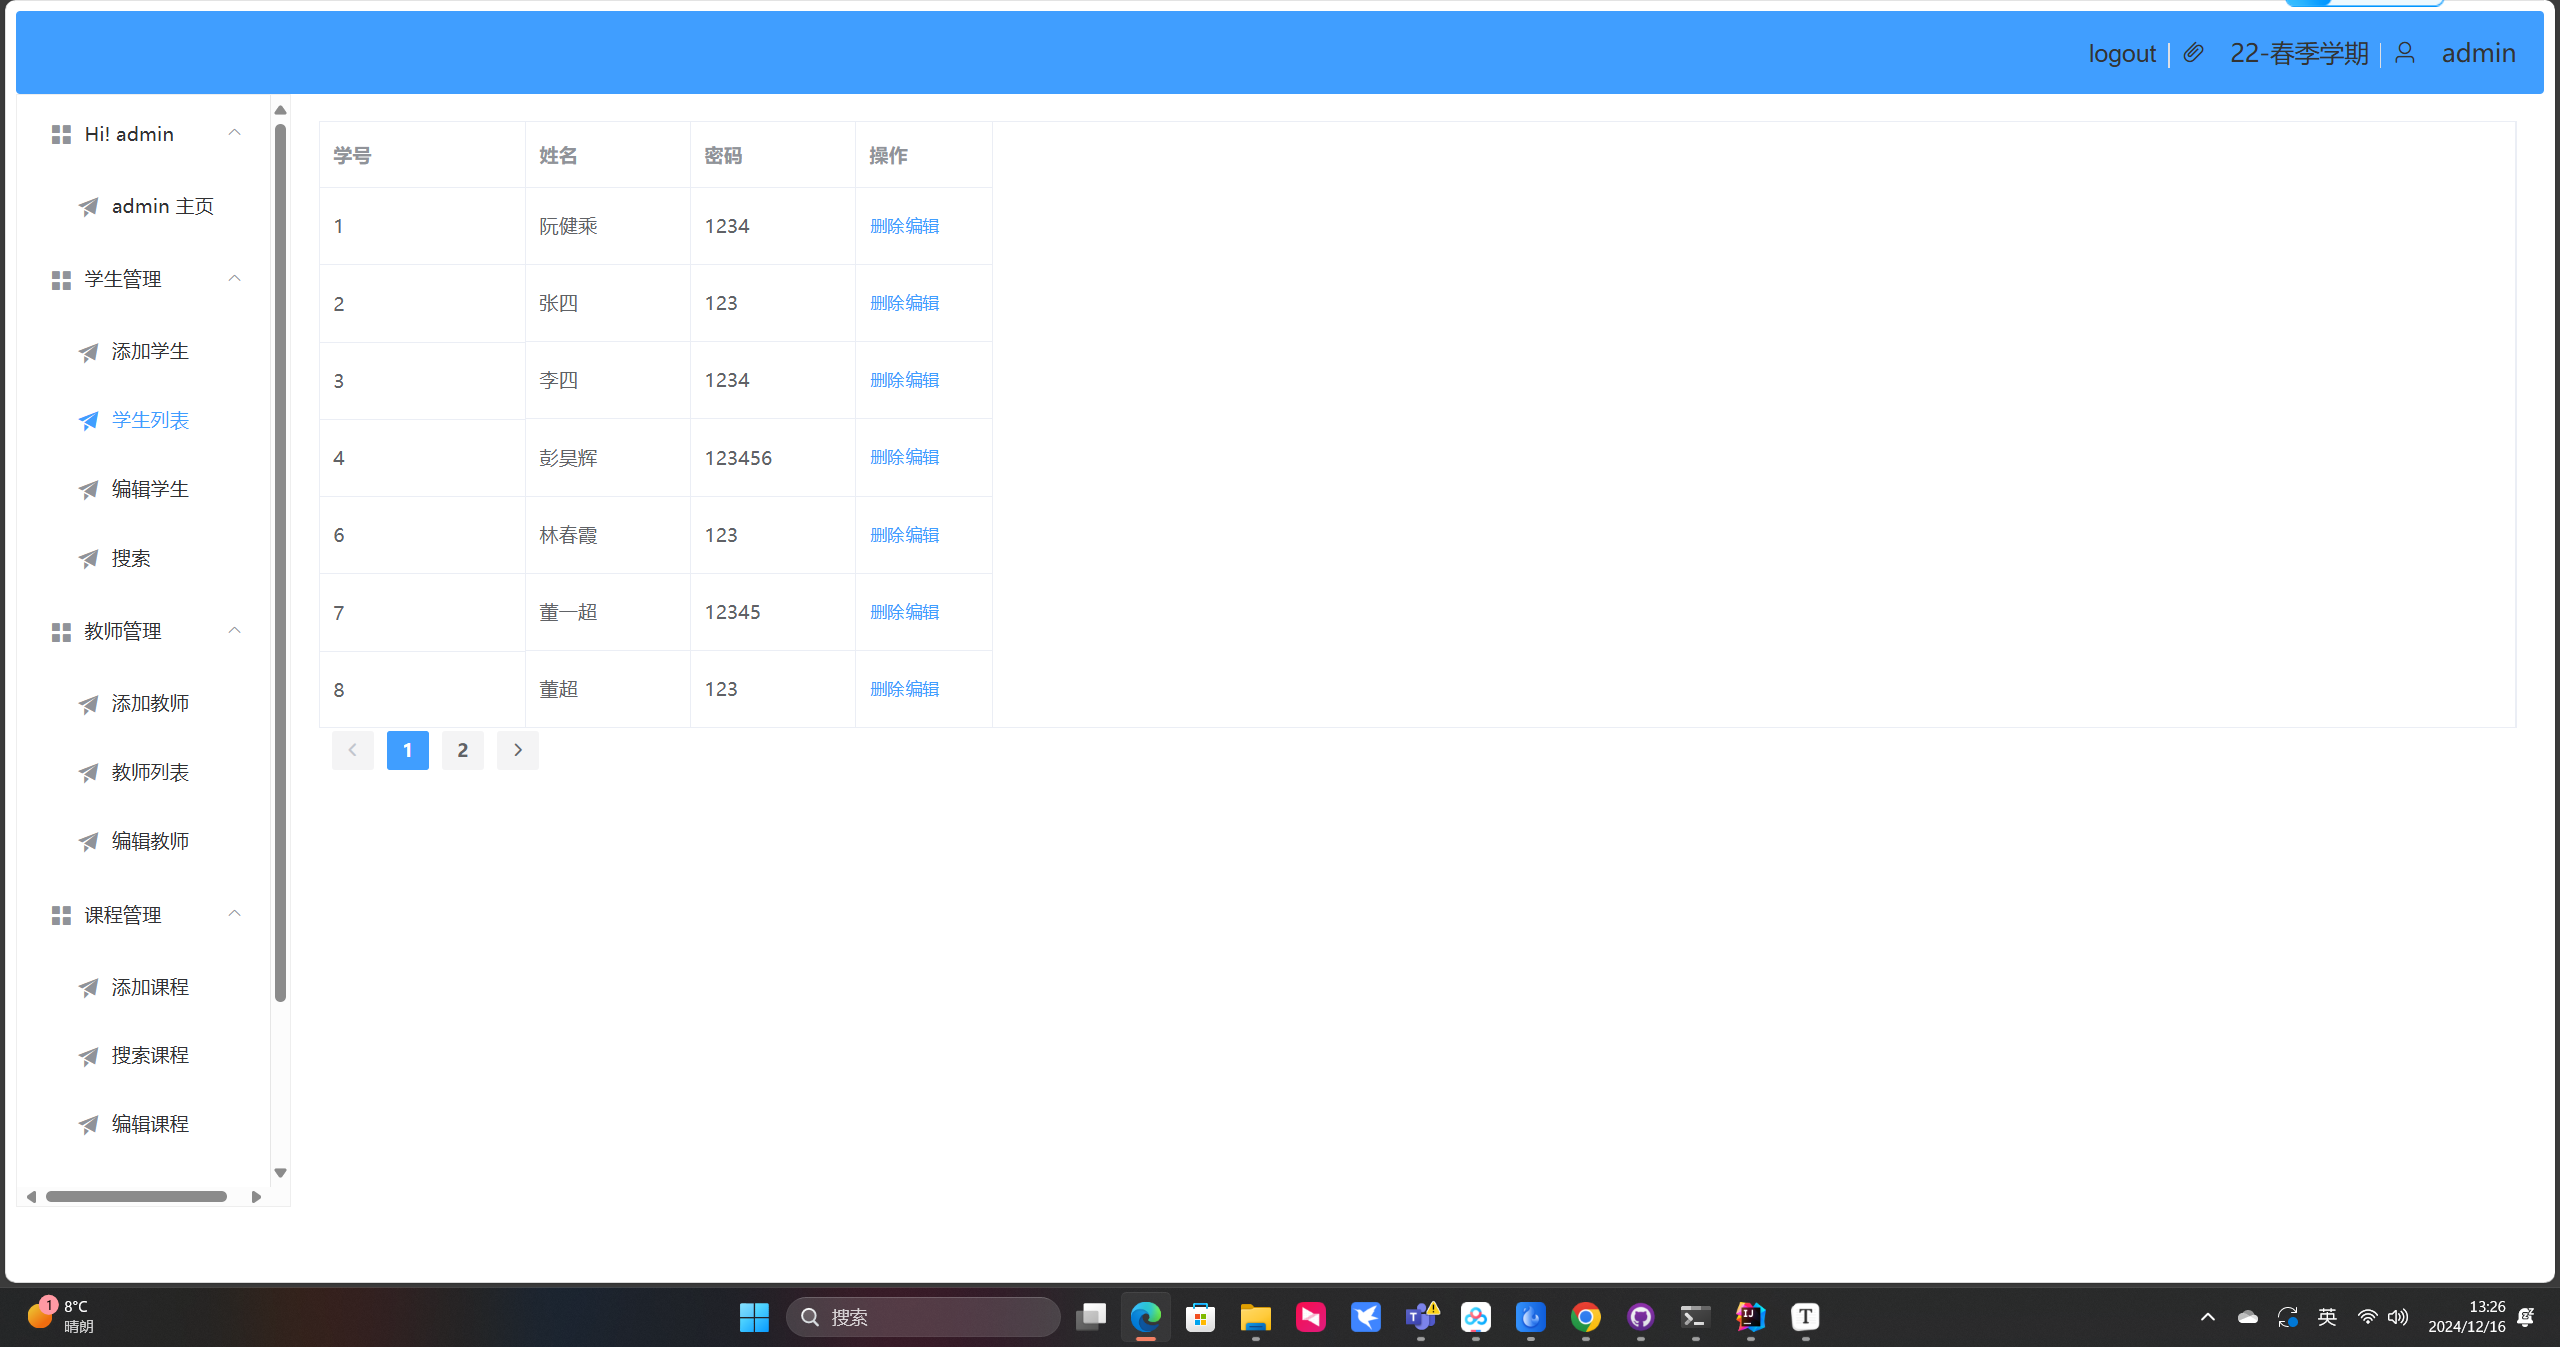 logout | 22-春季学期 | admin
Hi! admin
admin 主页
学生管理
添加学生
学生列表
编辑学生
搜索
教师管理
添加教师
教师列表
编辑教师
课程管理
添加课程
搜索课程
编辑课程
学号 姓名 密码 操作
1 阮健乘 1234 删除编辑
2 张四 123 删除编辑
3 李四 1234 删除编辑
4 彭昊辉 123456 删除编辑
6 林春霞 123 删除编辑
7 董一超 12345 删除编辑
8 董超 123 删除编辑
1 2
1
8°C
晴朗
搜索
英
13:26
2024/12/16